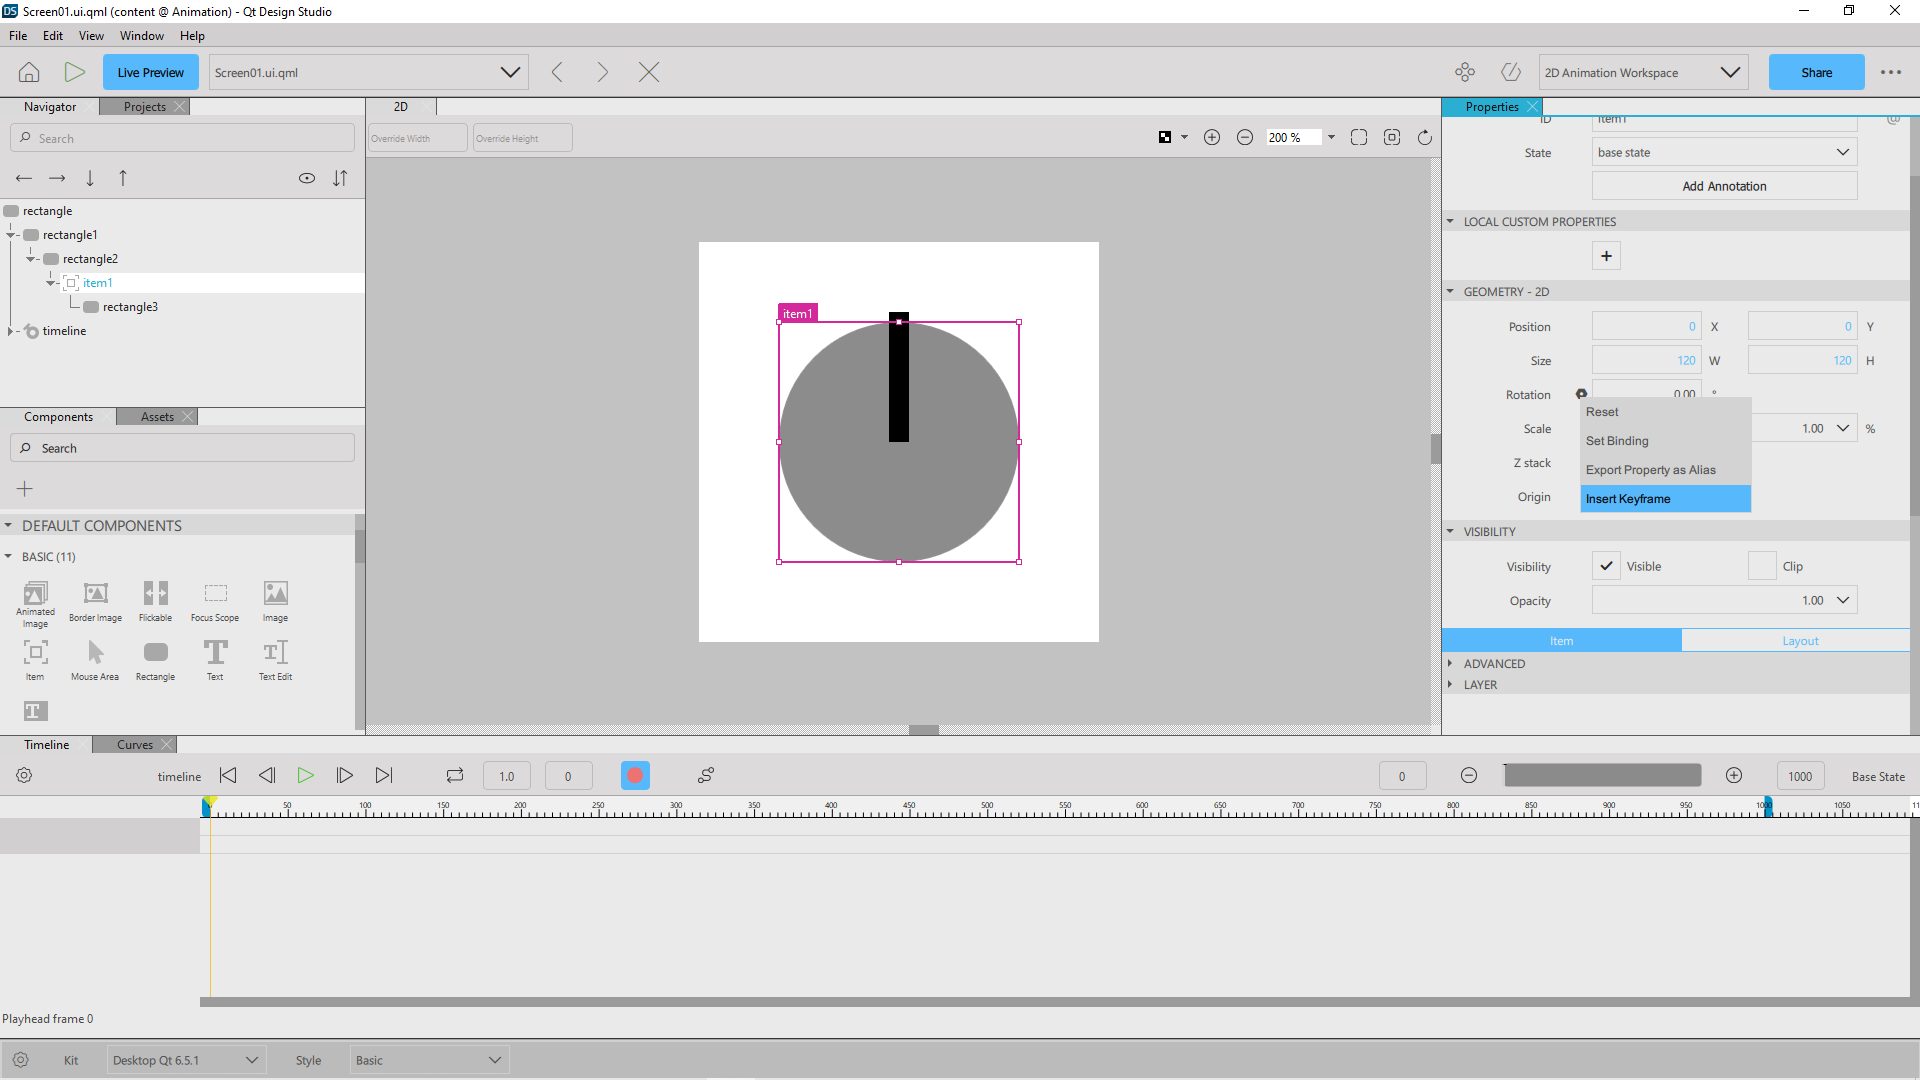 DS Screen01.ui.qml (content @ Animation) - Qt Design Studio
File Edit View Window Help
Live Preview Screen01.ui.qml 2D Animation Workspace Share
Navigator Projects 2D Properties
Search Override Width Override Height 200 % ID item1 @
State base state
Add Annotation
rectangle LOCAL CUSTOM PROPERTIES
rectangle1
rectangle2
item1 GEOMETRY - 2D
rectangle3 item1
timeline Position 0 X 0 Y
Size 120 W 120 H
Rotation 0.00 °
Components Assets Reset
Scale 1.00 %
Search Set Binding
Z stack Export Property as Alias
Origin Insert Keyframe
DEFAULT COMPONENTS VISIBILITY
BASIC (11) Visibility Visible Clip
Opacity 1.00
Animated Image Border Image Flickable Focus Scope Image
Item Layout
ADVANCED
Item Mouse Area Rectangle Text Text Edit
LAYER
Timeline Curves
timeline 1.0 0 0 1000 Base State
50 100 150 200 250 300 350 400 450 500 550 600 650 700 750 800 850 900 950 1000 1050 11
Playhead frame 0
Kit Desktop Qt 6.5.1 Style Basic